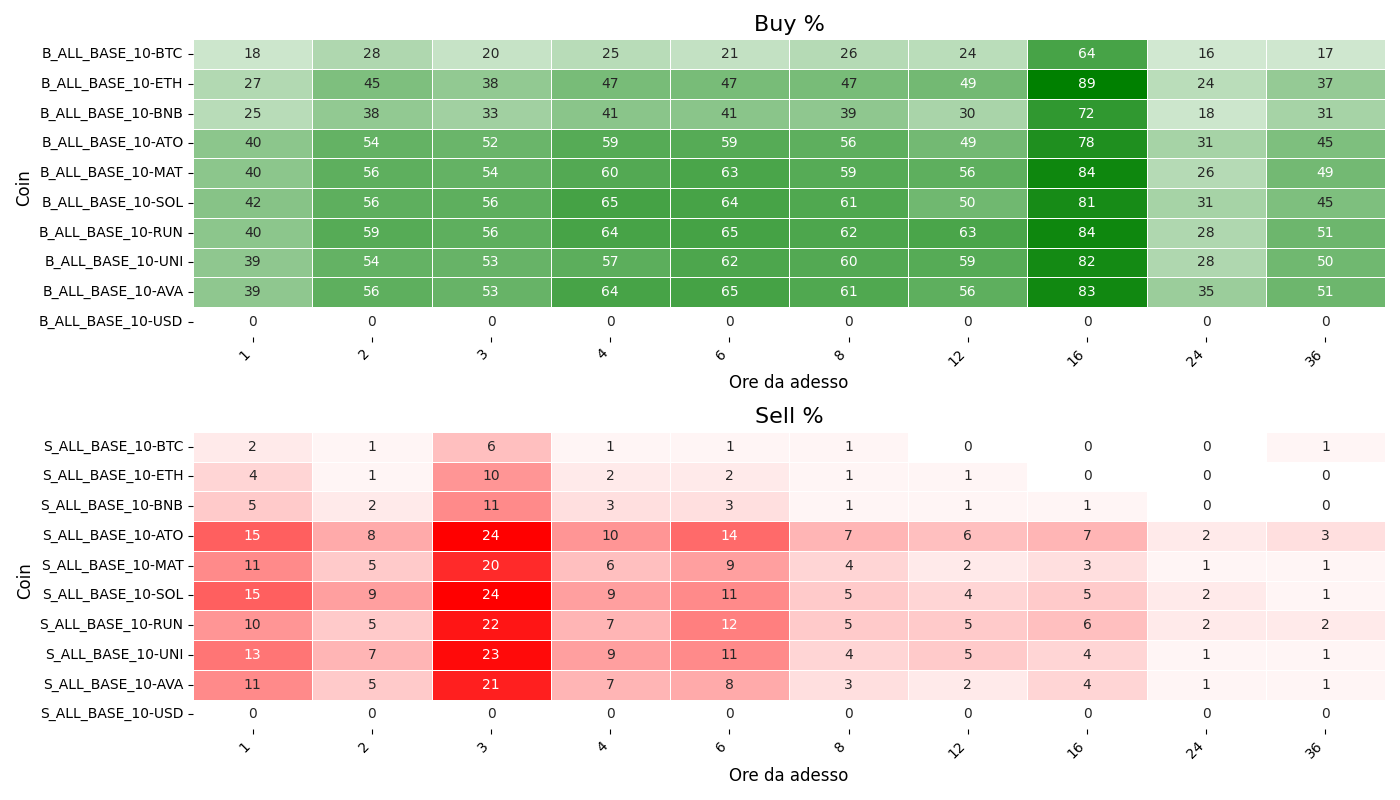 Buy %
B_ALL_BASE_10-BTC 18 28 20 25 21 26 24 64 16 17
B_ALL_BASE_10-ETH 27 45 38 47 47 47 49 89 24 37
B_ALL_BASE_10-BNB 25 38 33 41 41 39 30 72 18 31
B_ALL_BASE_10-ATO 40 54 52 59 59 56 49 78 31 45
B_ALL_BASE_10-MAT 40 56 54 60 63 59 56 84 26 49
B_ALL_BASE_10-SOL 42 56 56 65 64 61 50 81 31 45
B_ALL_BASE_10-RUN 40 59 56 64 65 62 63 84 28 51
B_ALL_BASE_10-UNI 39 54 53 57 62 60 59 82 28 50
B_ALL_BASE_10-AVA 39 56 53 64 65 61 56 83 35 51
B_ALL_BASE_10-USD 0 0 0 0 0 0 0 0 0 0
Coin
1 2 3 4 6 8 12 16 24 36
Ore da adesso
Sell %
S_ALL_BASE_10-BTC 2 1 6 1 1 1 0 0 0 1
S_ALL_BASE_10-ETH 4 1 10 2 2 1 1 0 0 0
S_ALL_BASE_10-BNB 5 2 11 3 3 1 1 1 0 0
S_ALL_BASE_10-ATO 15 8 24 10 14 7 6 7 2 3
S_ALL_BASE_10-MAT 11 5 20 6 9 4 2 3 1 1
S_ALL_BASE_10-SOL 15 9 24 9 11 5 4 5 2 1
S_ALL_BASE_10-RUN 10 5 22 7 12 5 5 6 2 2
S_ALL_BASE_10-UNI 13 7 23 9 11 4 5 4 1 1
S_ALL_BASE_10-AVA 11 5 21 7 8 3 2 4 1 1
S_ALL_BASE_10-USD 0 0 0 0 0 0 0 0 0 0
Coin
1 2 3 4 6 8 12 16 24 36
Ore da adesso